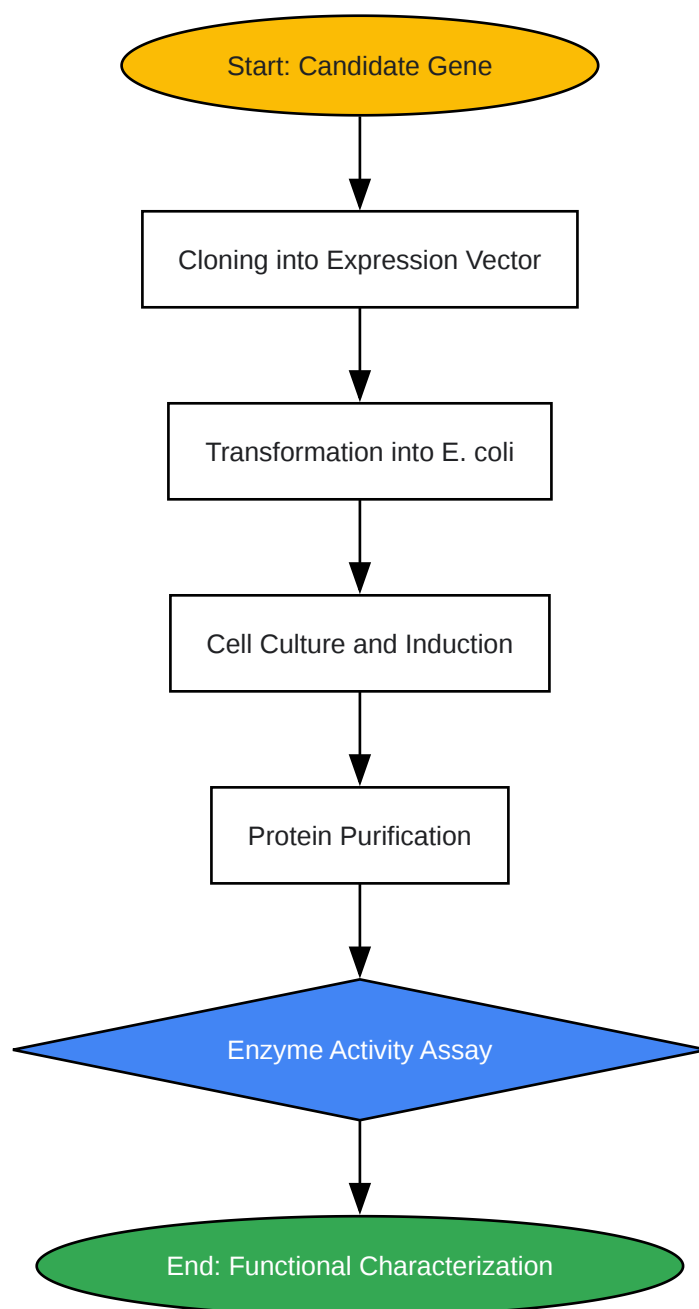 Start: Candidate Gene
Cloning into Expression Vector
Transformation into E. coli
Cell Culture and Induction
Protein Purification
Enzyme Activity Assay
End: Functional Characterization